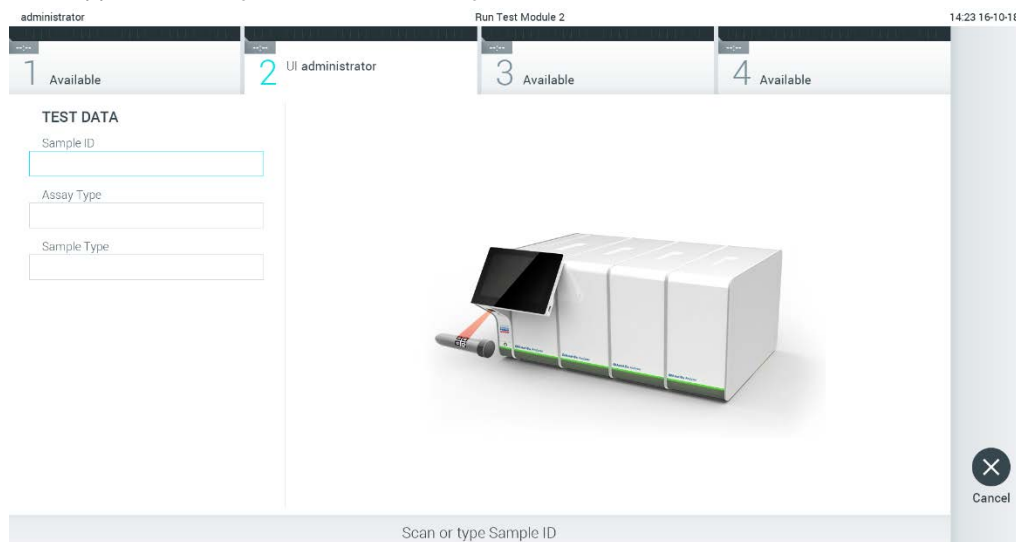 administrator
Run Test Module 2
14:23 16-10-18
--:--
--:--
--:--
--:--
1 Available
2 UI administrator
3 Available
4 Available
TEST DATA
Sample ID
Assay Type
Sample Type
Cancel
Scan or type Sample ID